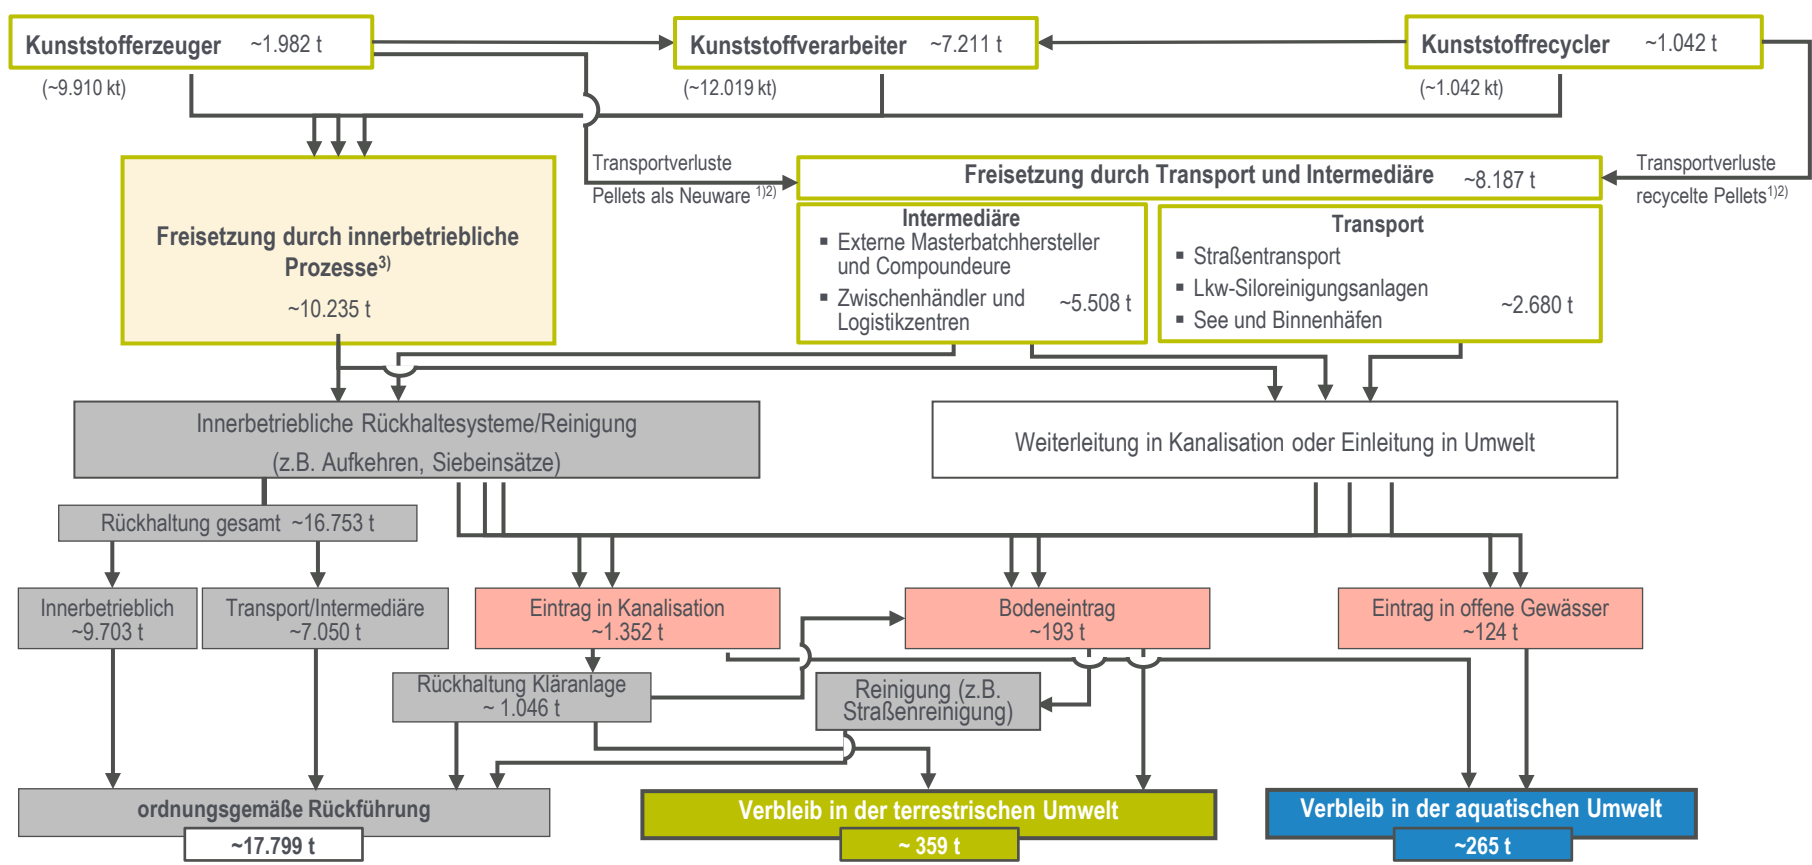 Kunststofferzeuger ~1.982 t
(~9.910 kt)
Kunststoffverarbeiter ~7.211 t
(~12.019 kt)
Kunststoffrecycler ~1.042 t
(~1.042 kt)
Transportverluste
Pellets als Neuware 1)2)
Freisetzung durch Transport und Intermediäre ~8.187 t
Transportverluste
recycelte Pellets1)2)
Freisetzung durch innerbetriebliche
Prozesse3)
~10.235 t
Intermediäre
▪ Externe Masterbatchhersteller
und Compoundeure
▪ Zwischenhändler und
Logistikzentren
~5.508 t
Transport
▪ Straßentransport
▪ Lkw-Siloreinigungsanlagen
▪ See und Binnenhäfen
~2.680 t
Innerbetriebliche Rückhaltesysteme/Reinigung
(z.B. Aufkehren, Siebeinsätze)
Weiterleitung in Kanalisation oder Einleitung in Umwelt
Rückhaltung gesamt ~16.753 t
Innerbetrieblich
~9.703 t
Transport/Intermediäre
~7.050 t
Eintrag in Kanalisation
~1.352 t
Bodeneintrag
~193 t
Eintrag in offene Gewässer
~124 t
Rückhaltung Kläranlage
~ 1.046 t
Reinigung (z.B.
Straßenreinigung)
ordnungsgemäße Rückführung
~17.799 t
Verbleib in der terrestrischen Umwelt
~ 359 t
Verbleib in der aquatischen Umwelt
~265 t